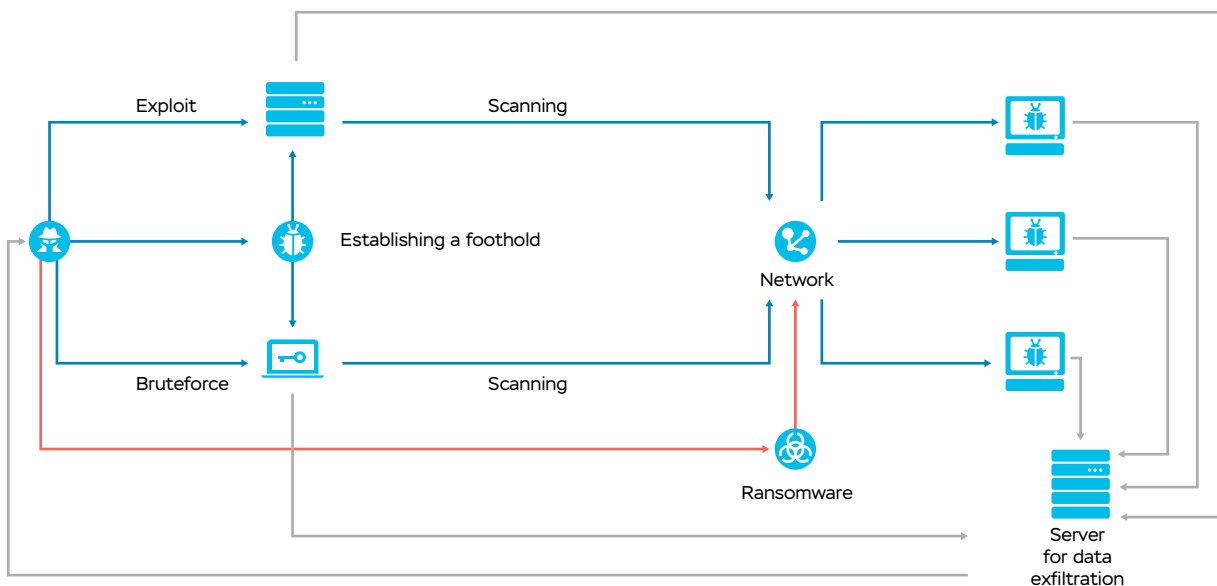 Exploit
Scanning
Establishing a foothold
Network
Bruteforce
Scanning
Ransomware
Server
for data
exfiltration